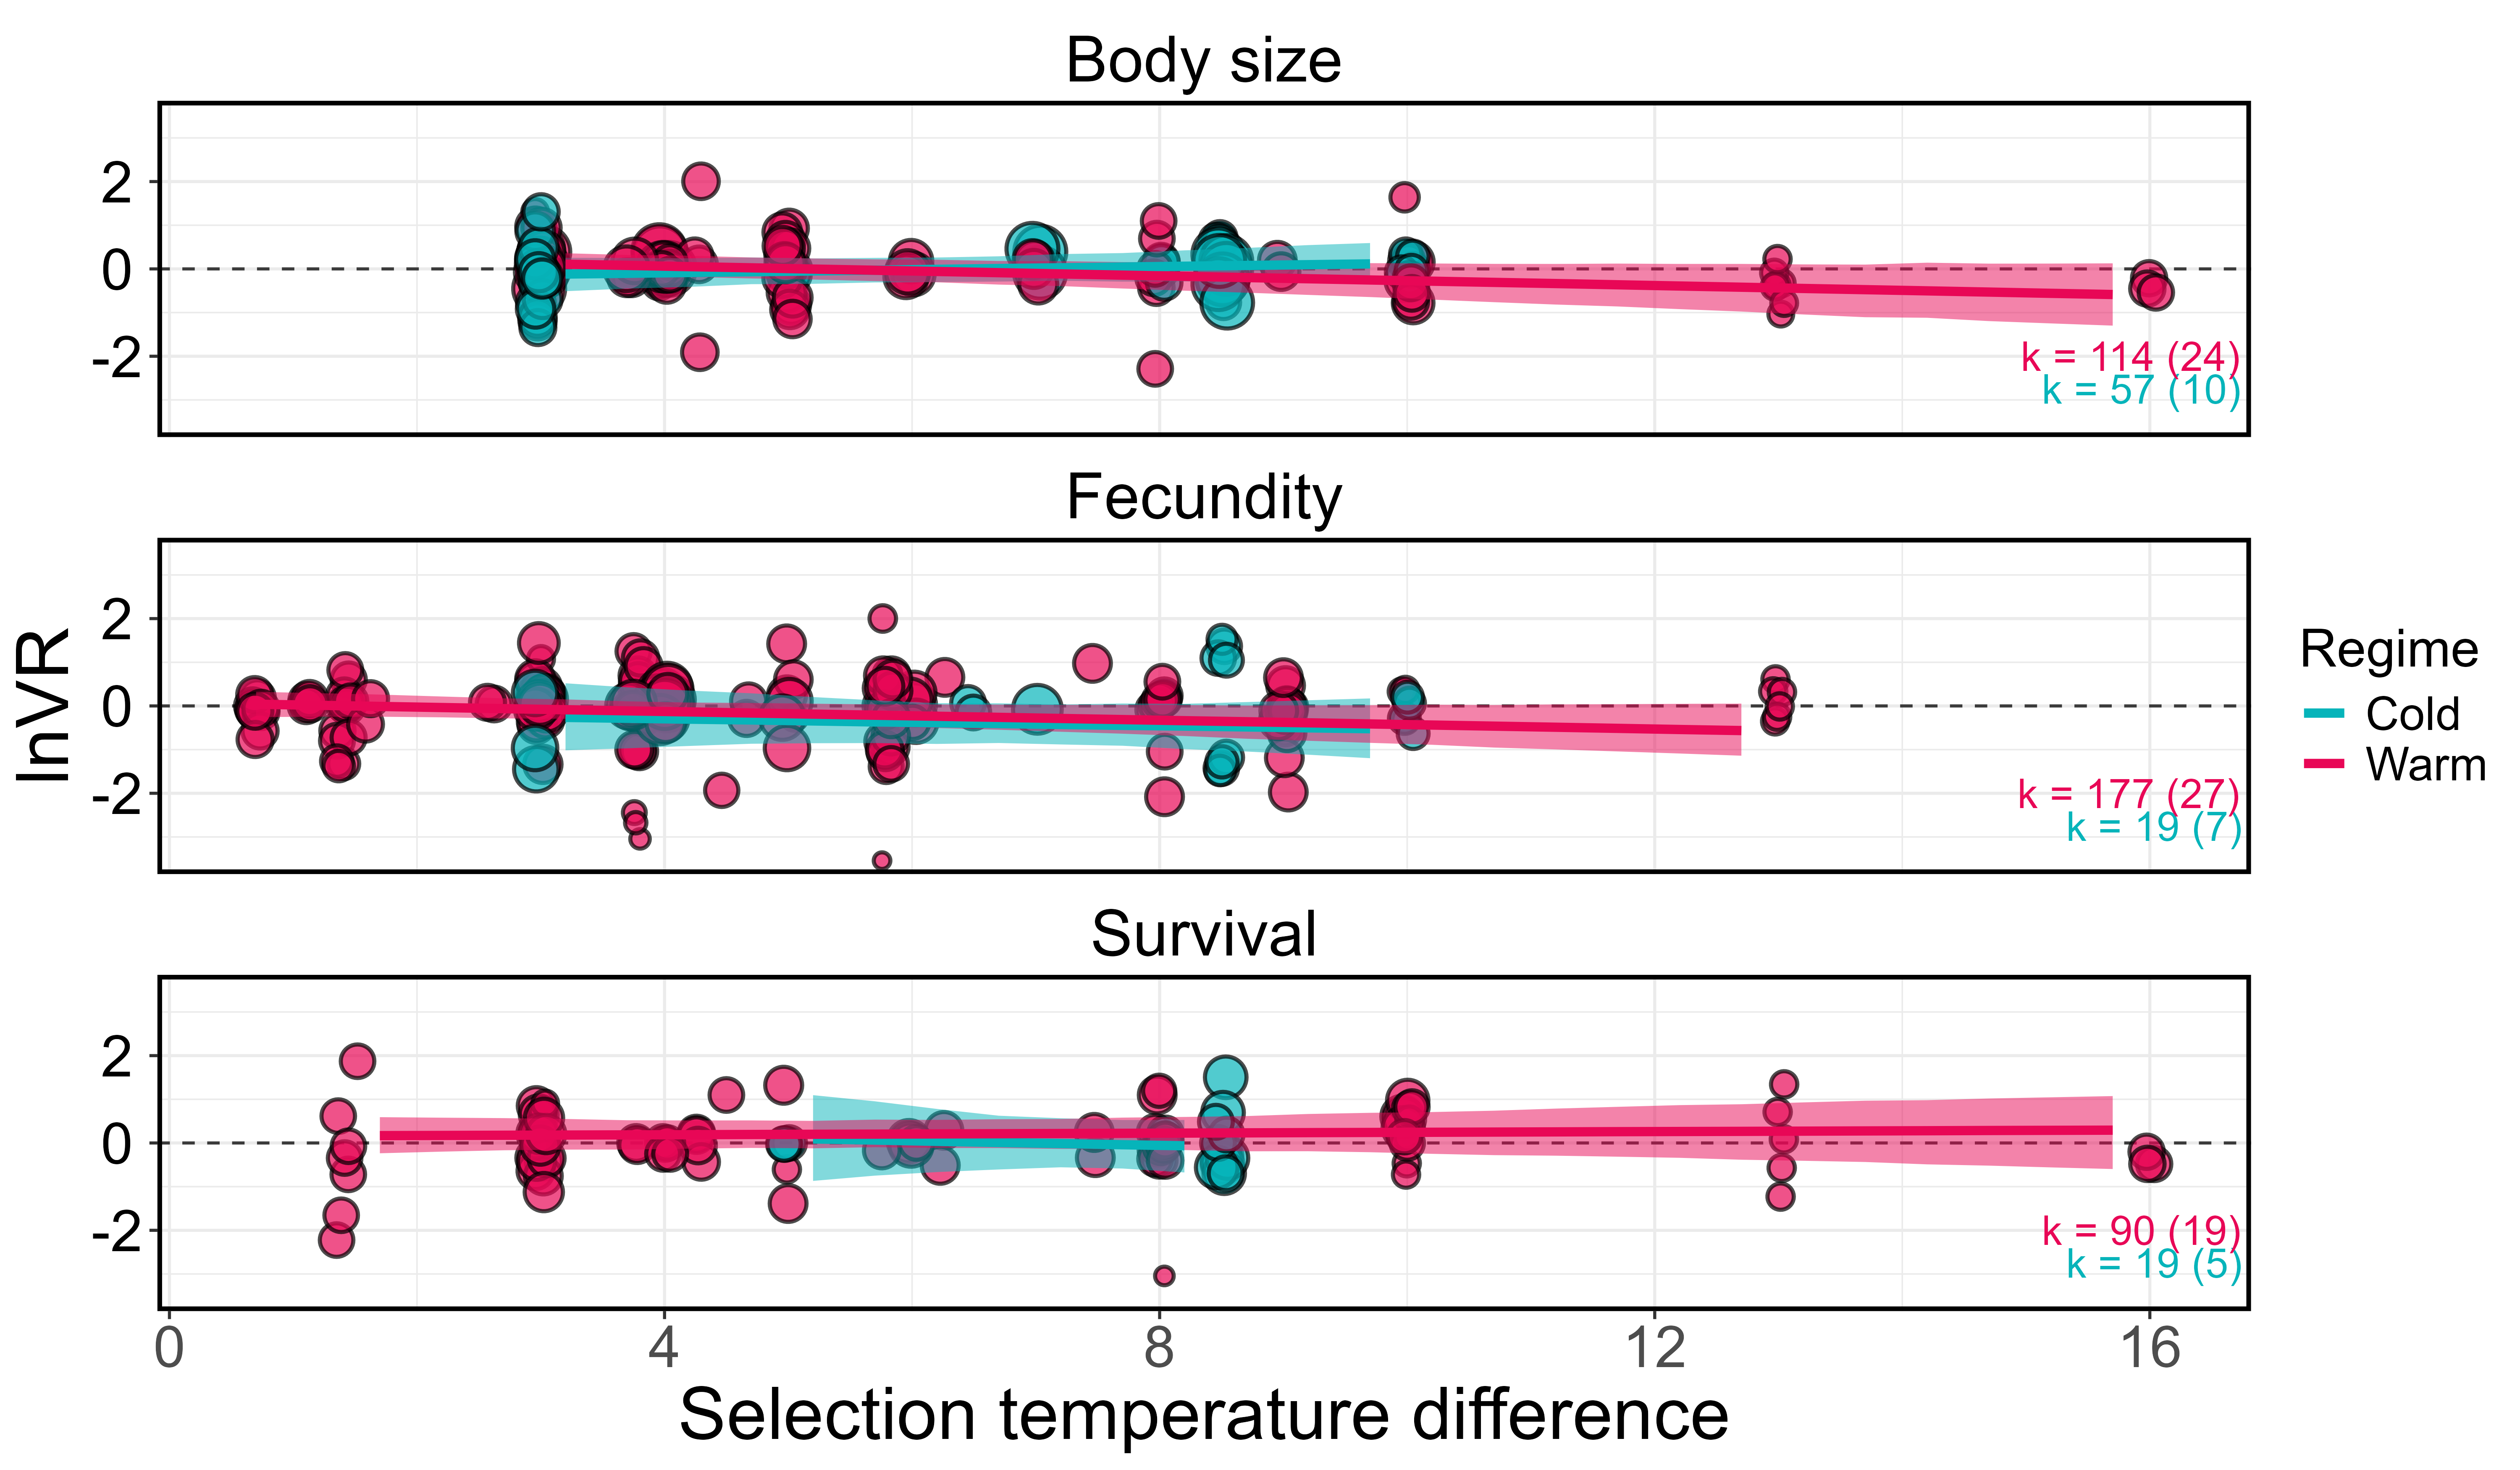 Body size
2
0
-2
k = 114 (24)
k = 57 (10)
Fecundity
2
0
-2
k = 177 (27)
k = 19 (7)
lnVR
Regime
Cold
Warm
Survival
2
0
-2
k = 90 (19)
k = 19 (5)
0 4 8 12 16
Selection temperature difference